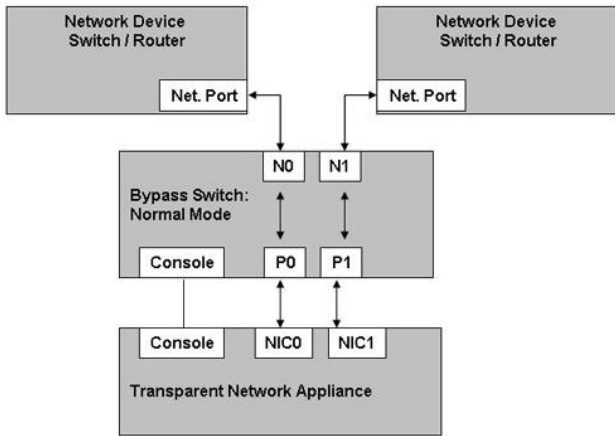 Network Device
Switch / Router
Network Device
Switch / Router
Net. Port
Net. Port
N0
N1
Bypass Switch:
Normal Mode
Console
P0
P1
Console
NIC0
NIC1
Transparent Network Appliance